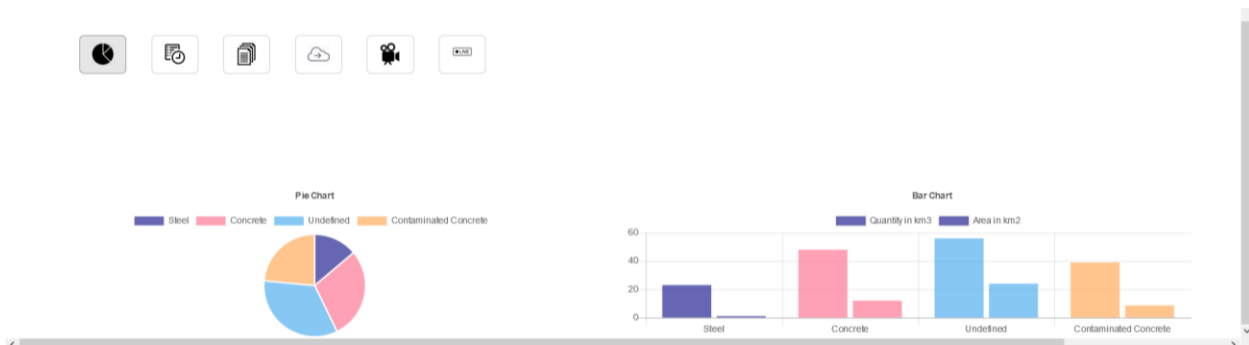 LIVE
Pie Chart
Steel Concrete Undefined Contaminated Concrete
Bar Chart
Quantity in km3 Area in km2
60
40
20
0
Steel Concrete Undefined Contaminated Concrete